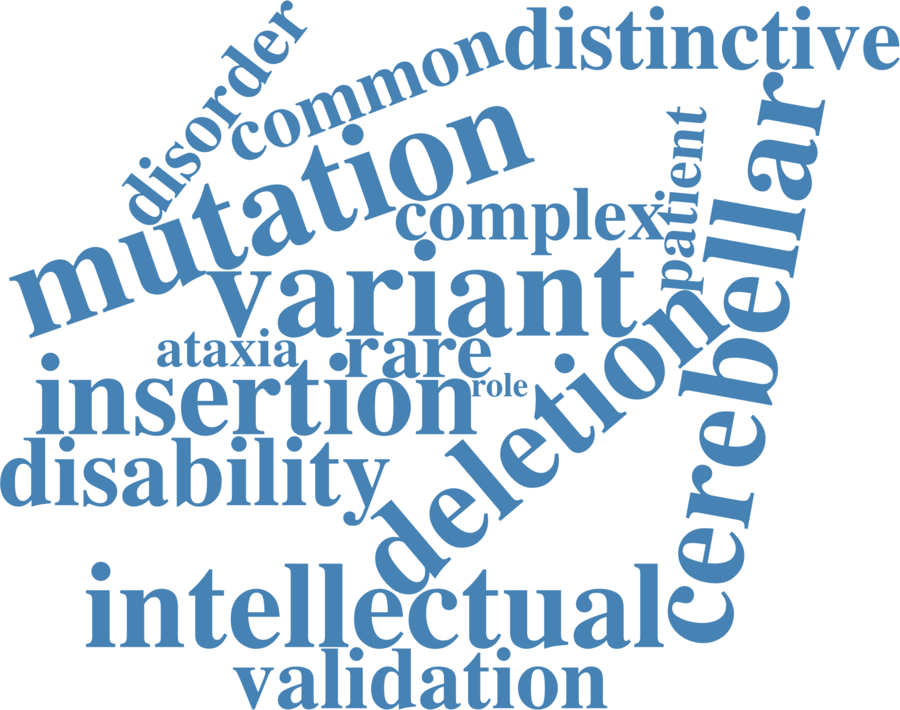 disorder
common
distinctive
mutation
patient
cerebellar
complex
variant
ataxia
rare
deletion
insertion
role
disability
intellectual
validation